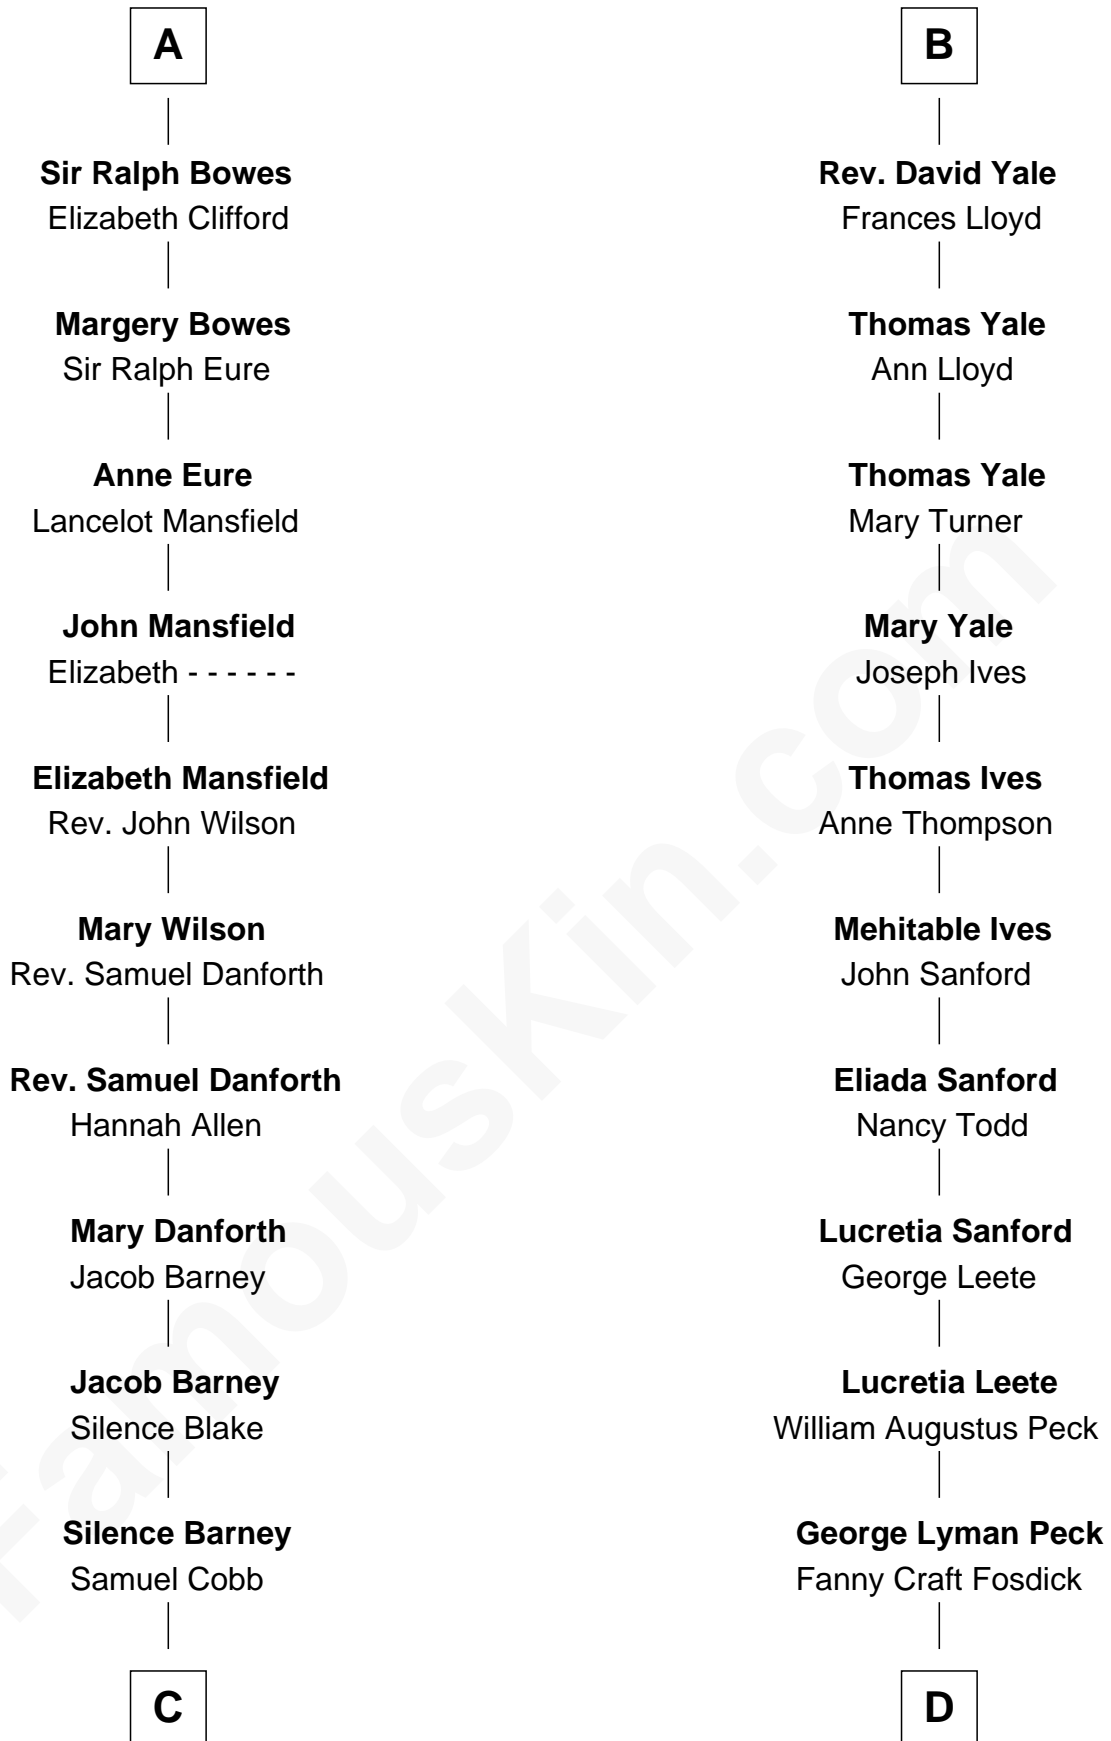 A
Sir Ralph Bowes
Elizabeth Clifford
Margery Bowes
Sir Ralph Eure
Anne Eure
Lancelot Mansfield
John Mansfield
Elizabeth - - - - - -
Elizabeth Mansfield
Rev. John Wilson
Mary Wilson
Rev. Samuel Danforth
Rev. Samuel Danforth
Hannah Allen
Mary Danforth
Jacob Barney
Jacob Barney
Silence Blake
Silence Barney
Samuel Cobb
C
B
Rev. David Yale
Frances Lloyd
Thomas Yale
Ann Lloyd
Thomas Yale
Mary Turner
Mary Yale
Joseph Ives
Thomas Ives
Anne Thompson
Mehitable Ives
John Sanford
Eliada Sanford
Nancy Todd
Lucretia Sanford
George Leete
Lucretia Leete
William Augustus Peck
George Lyman Peck
Fanny Craft Fosdick
D
FamousKin.com